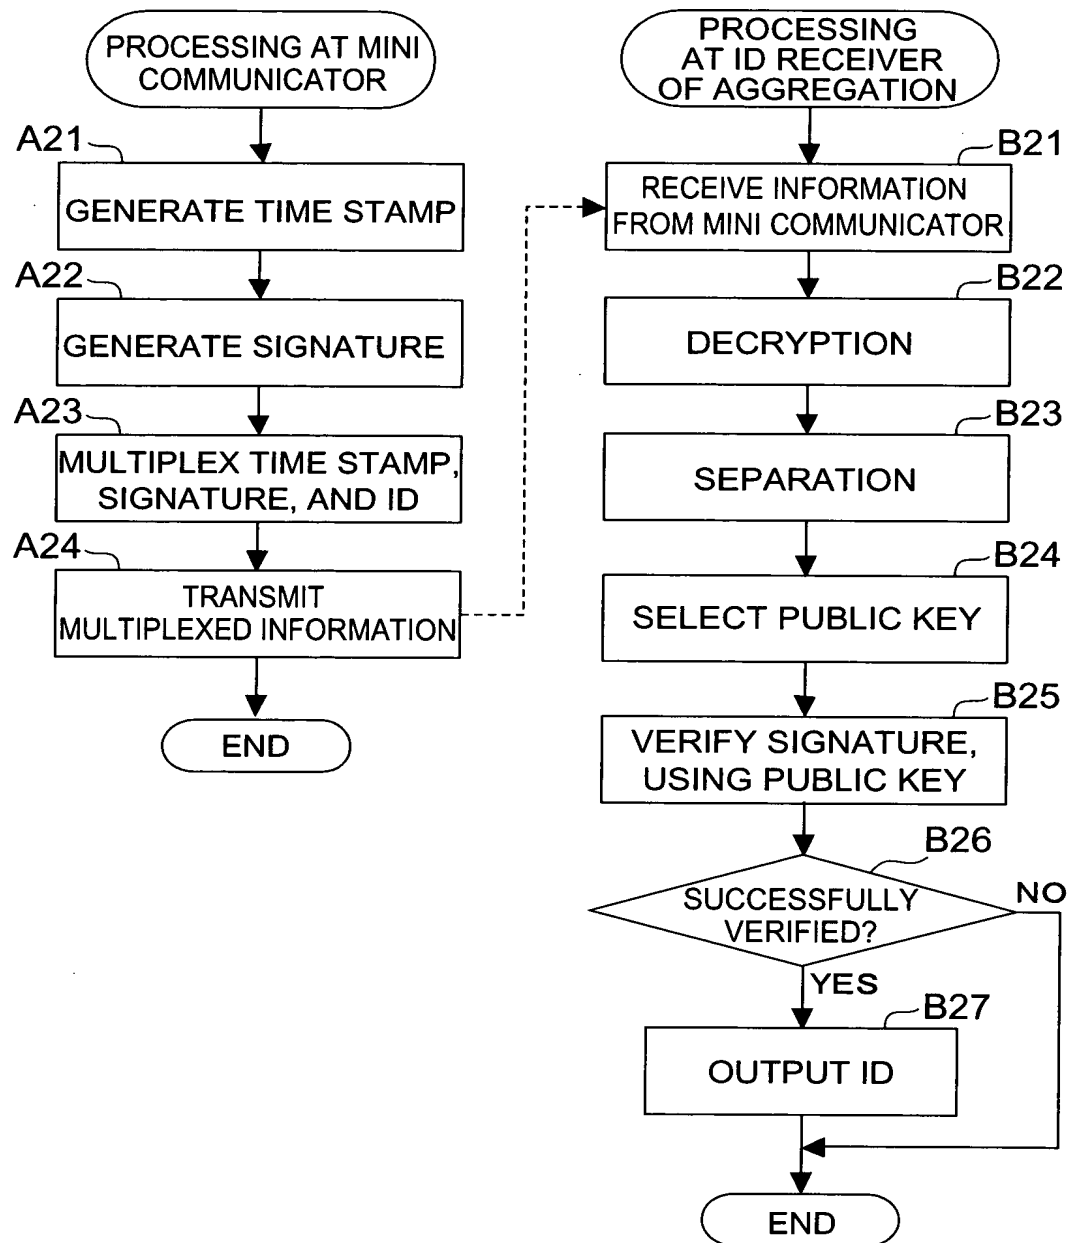 PROCESSING AT MINI
COMMUNICATOR
A21
GENERATE TIME STAMP
A22
GENERATE SIGNATURE
A23
MULTIPLEX TIME STAMP,
SIGNATURE, AND ID
A24
TRANSMIT
MULTIPLEXED INFORMATION
END
PROCESSING
AT ID RECEIVER
OF AGGREGATION
B21
RECEIVE INFORMATION
FROM MINI COMMUNICATOR
B22
DECRYPTION
B23
SEPARATION
B24
SELECT PUBLIC KEY
B25
VERIFY SIGNATURE,
USING PUBLIC KEY
B26
SUCCESSFULLY
VERIFIED?
NO
YES
B27
OUTPUT ID
END